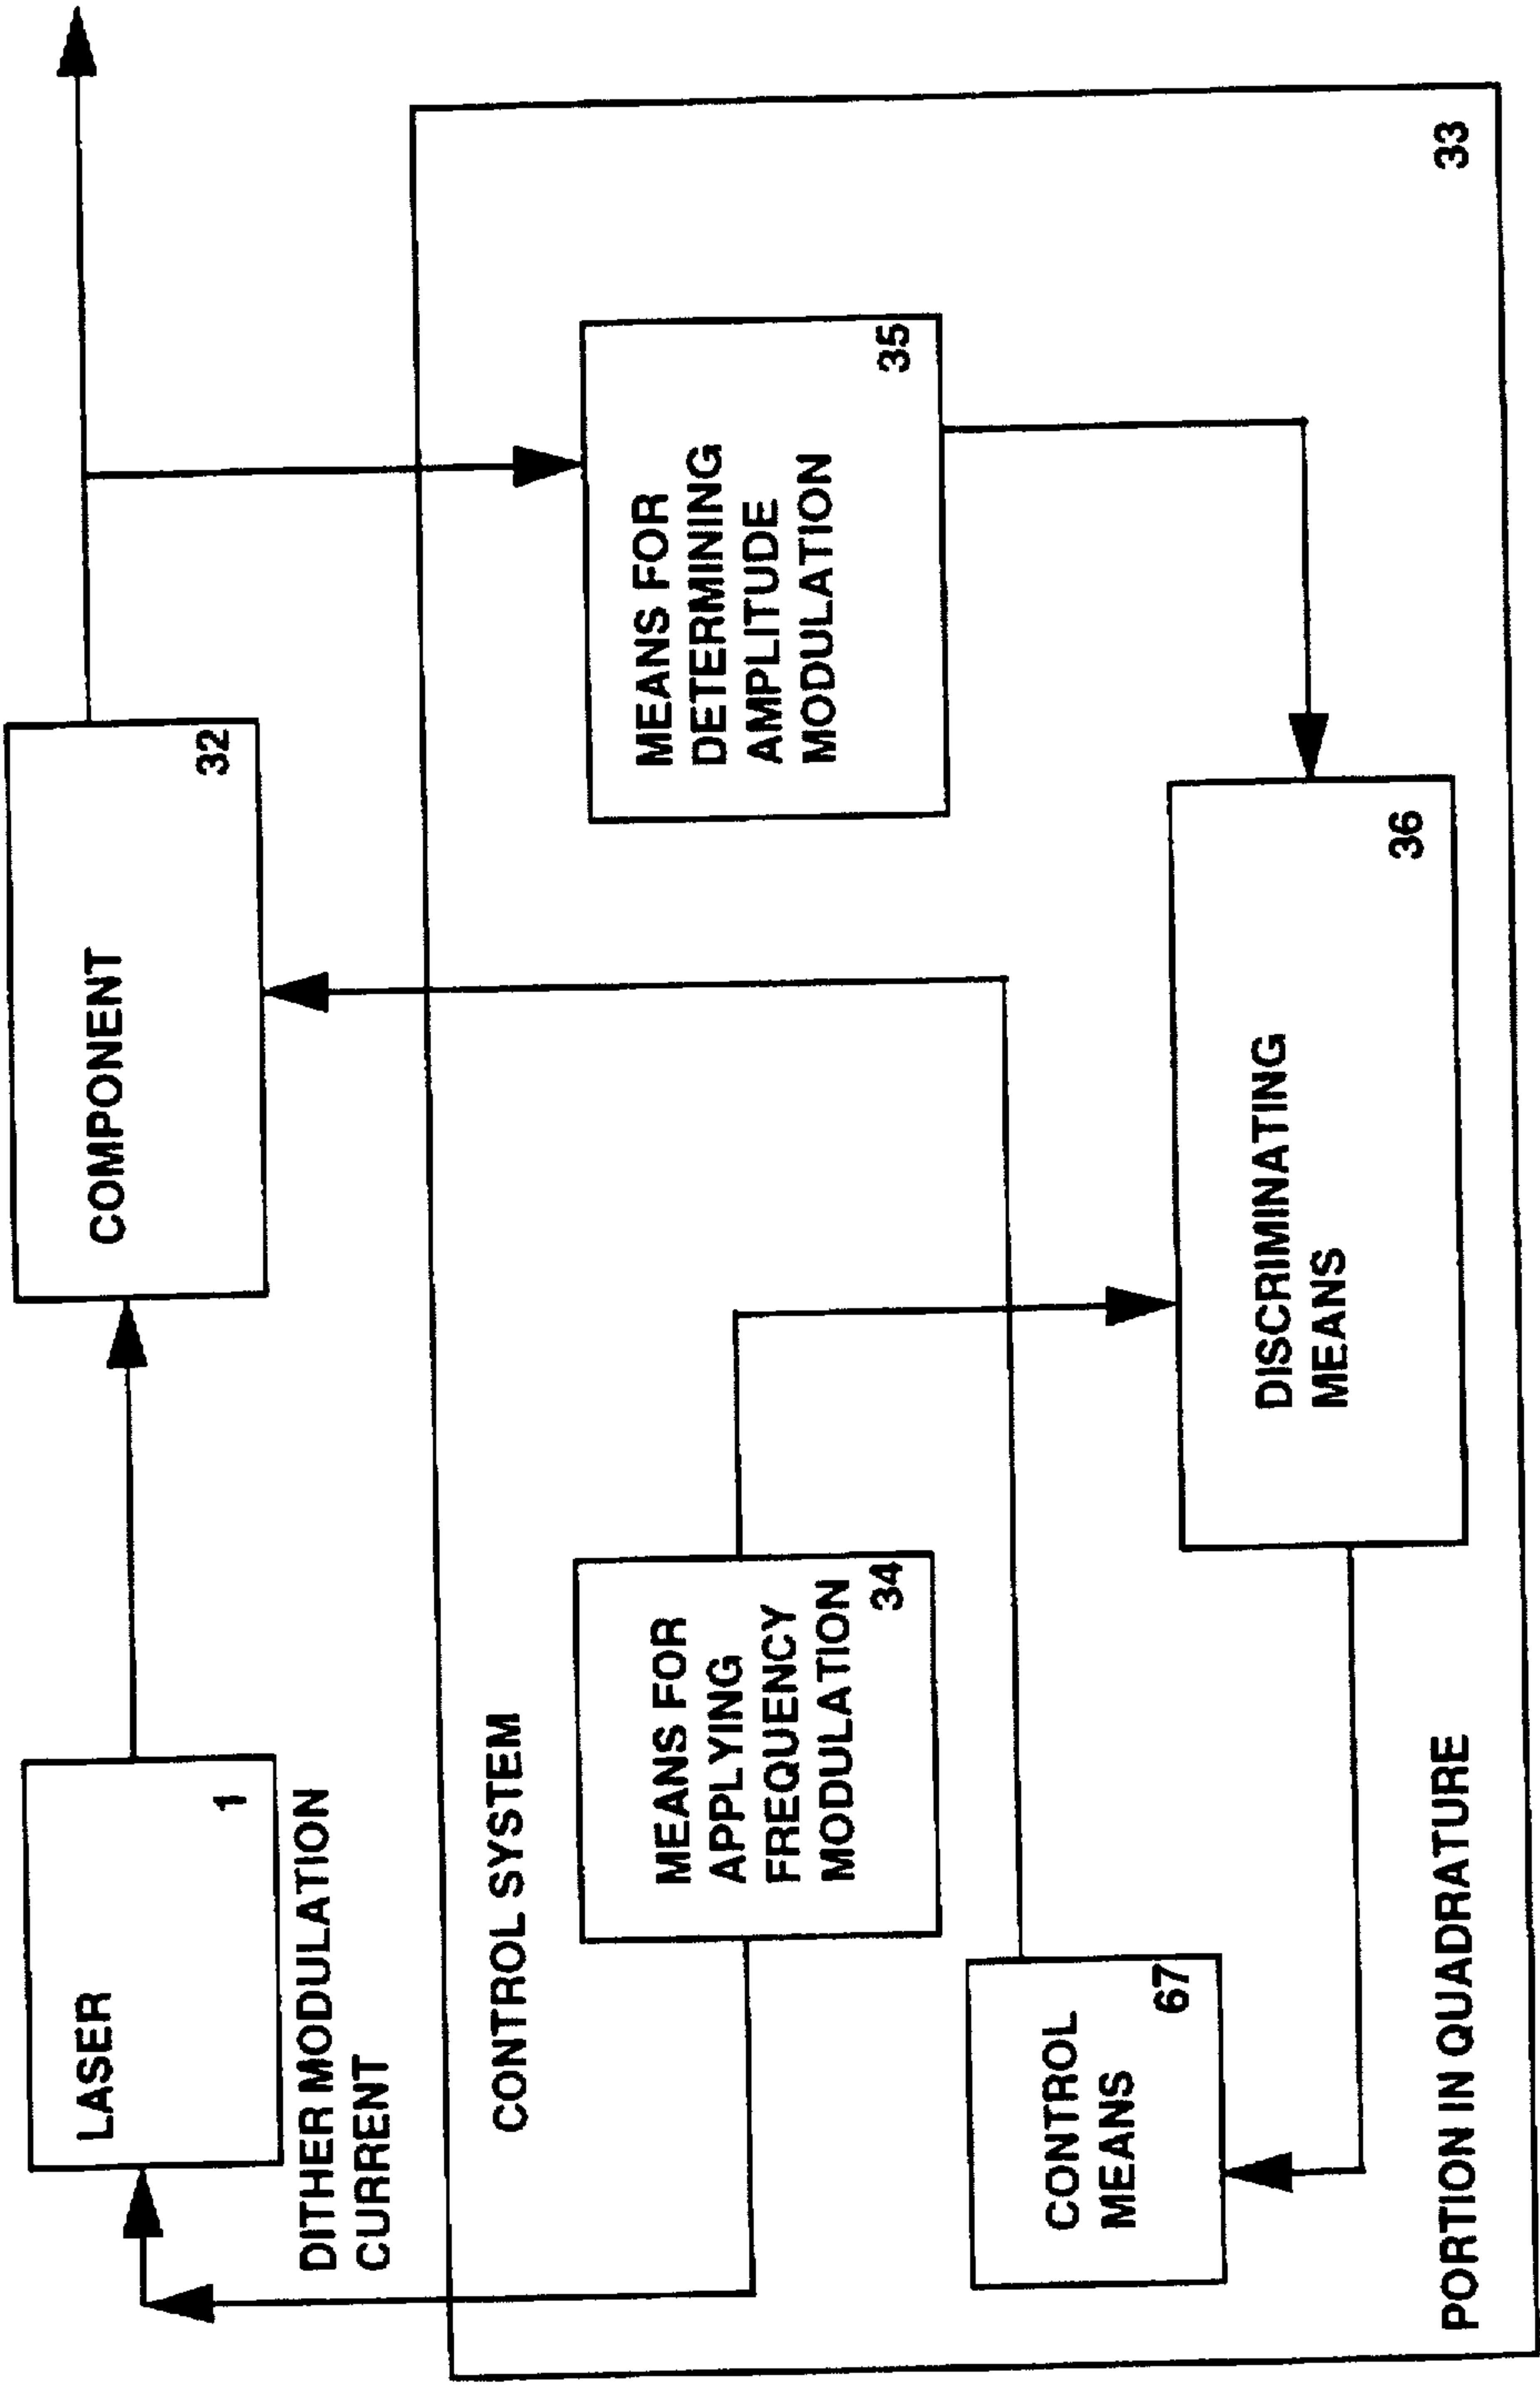 LASER
1
DITHER MODULATION
CURRENT
COMPONENT
32
CONTROL SYSTEM
MEANS FOR
APPLYING
FREQUENCY
MODULATION
34
MEANS FOR
DETERMINING
AMPLITUDE
MODULATION
35
CONTROL
MEANS
67
DISCRIMINATING
MEANS
36
PORTION IN QUADRATURE
33